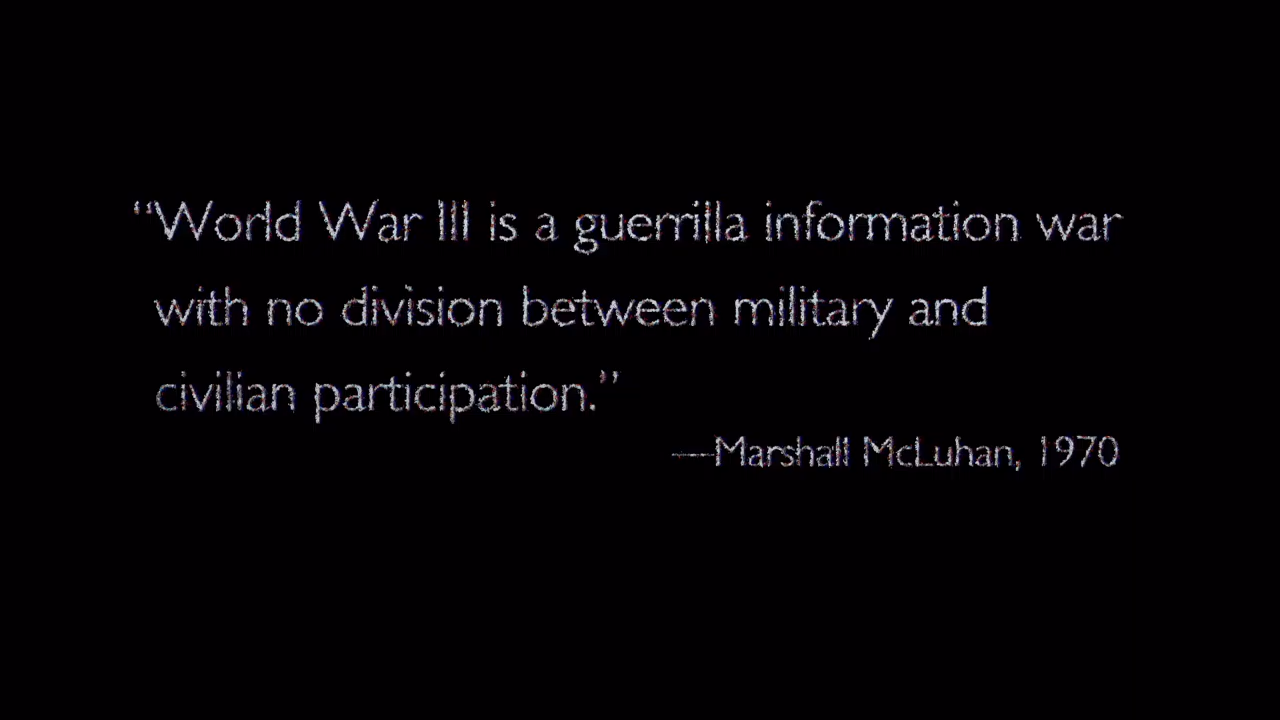 “World War III is a guerrilla information war
with no division between military and
civilian participation.”
—Marshall McLuhan, 1970